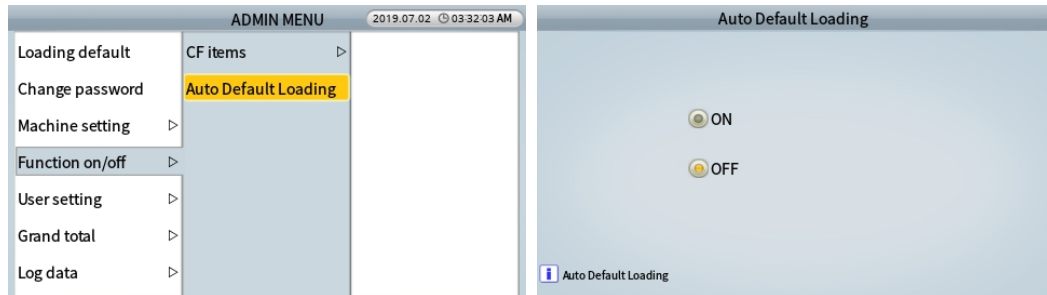 ADMIN MENU
2019.07.02 03:32:03 AM
Loading default
Change password
Machine setting
Function on/off
User setting
Grand total
Log data
CF items
Auto Default Loading
Auto Default Loading
ON
OFF
i Auto Default Loading